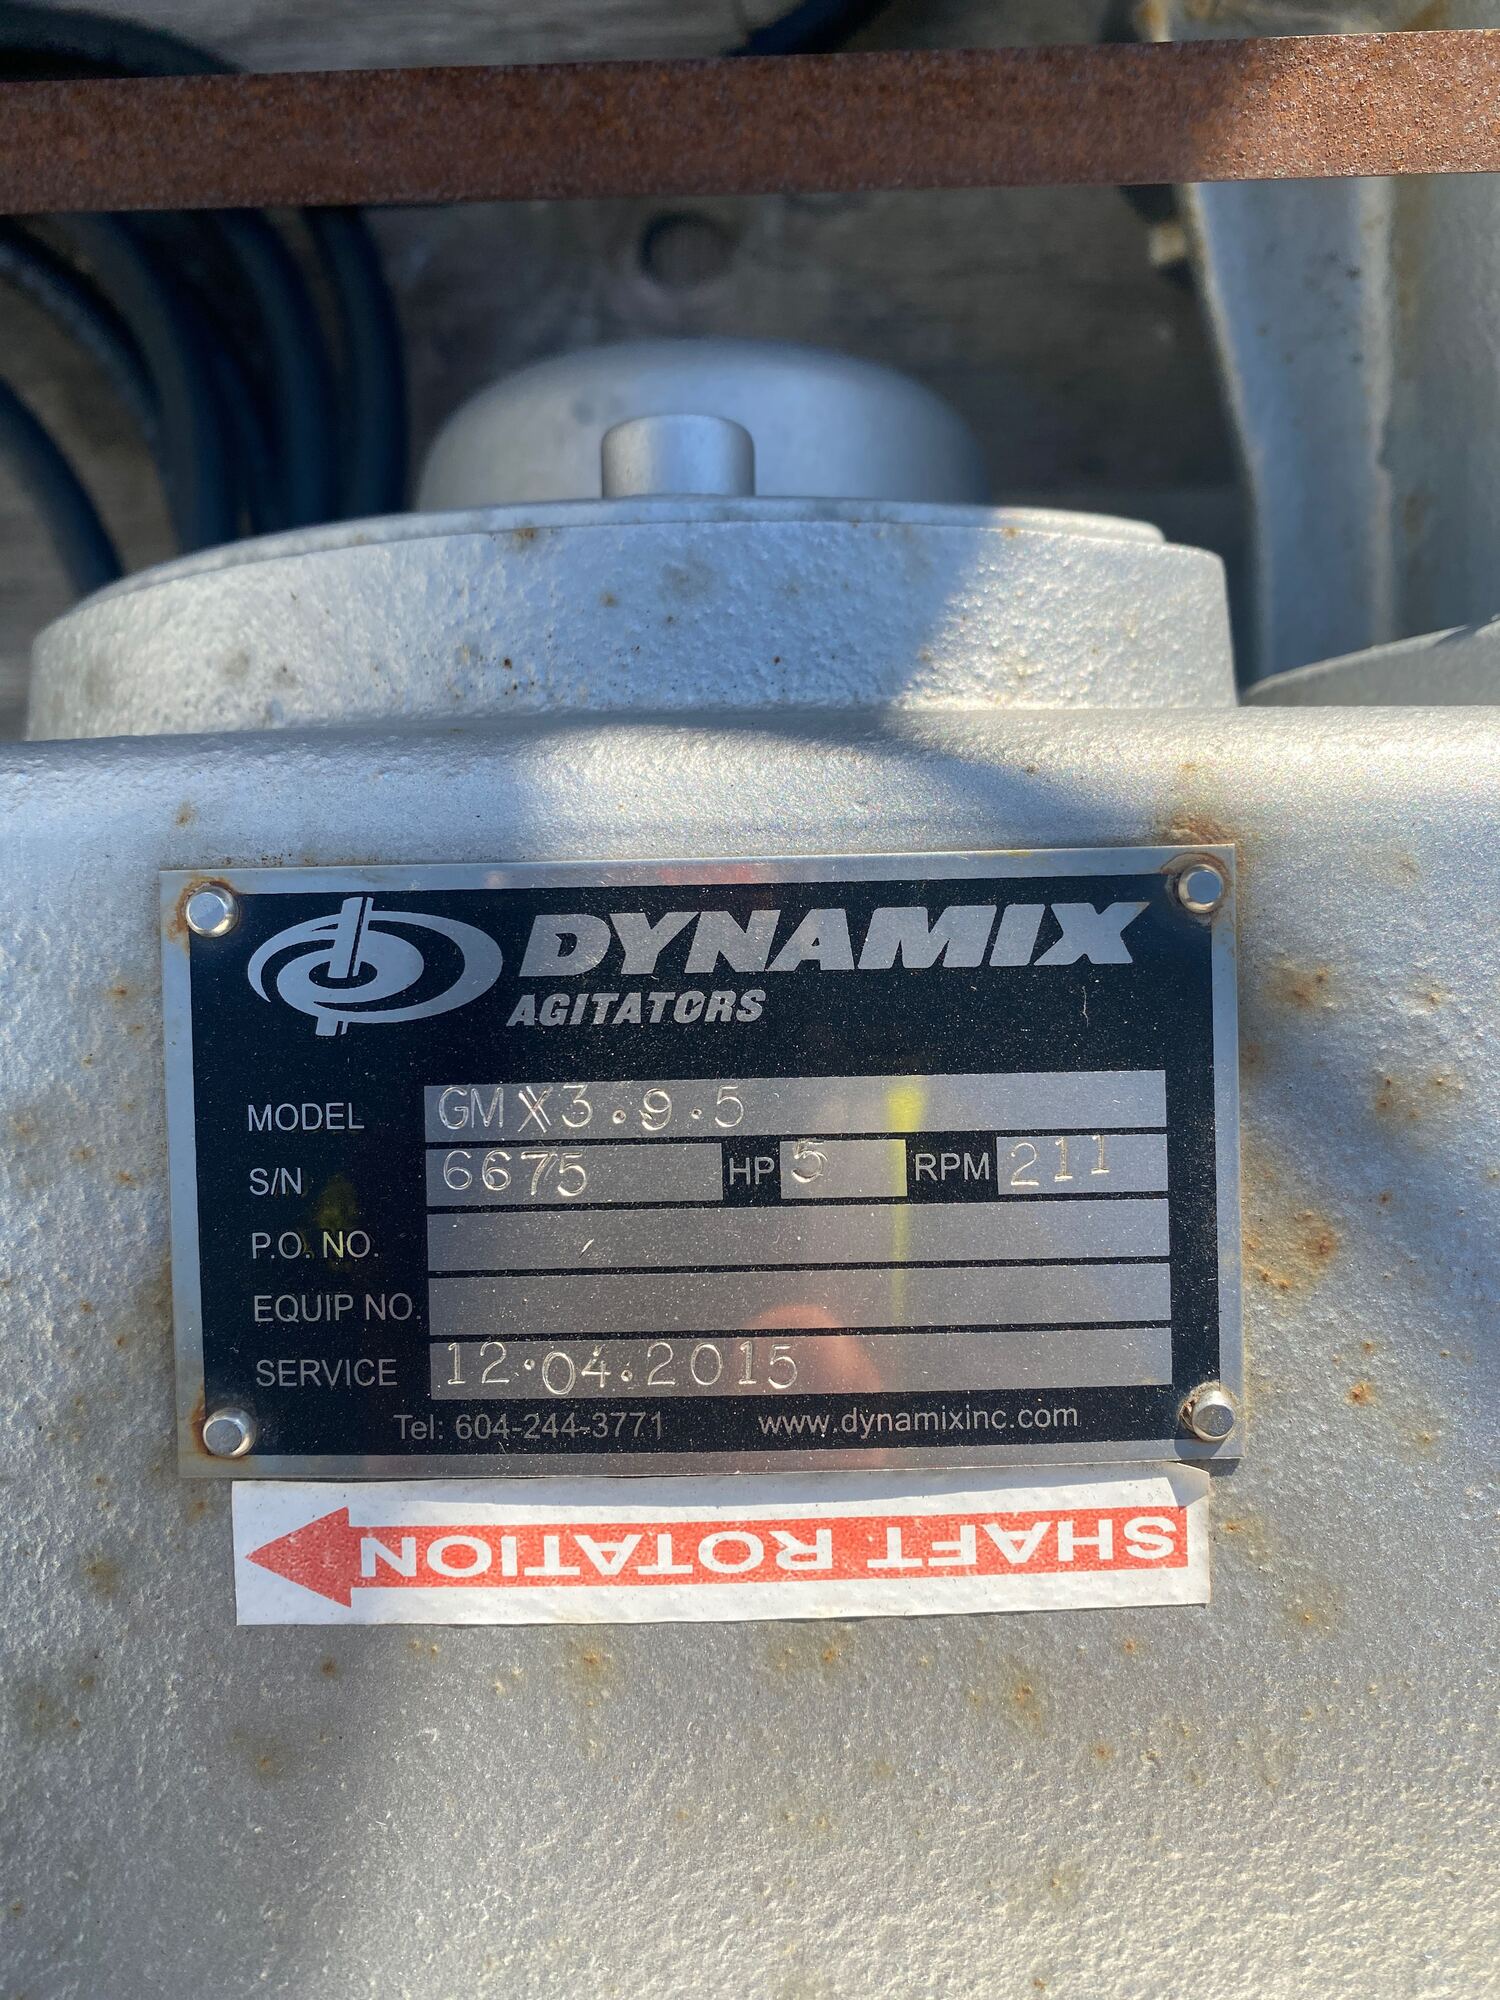 DYNAMIX
AGITATORS
MODEL GMX3.9.5
S/N 6675 HP 5 RPM 211
P.O. NO.
EQUIP NO.
SERVICE 12.04.2015
Tel: 604-244-3771 www.dynamixinc.com
SHAFT ROTATION